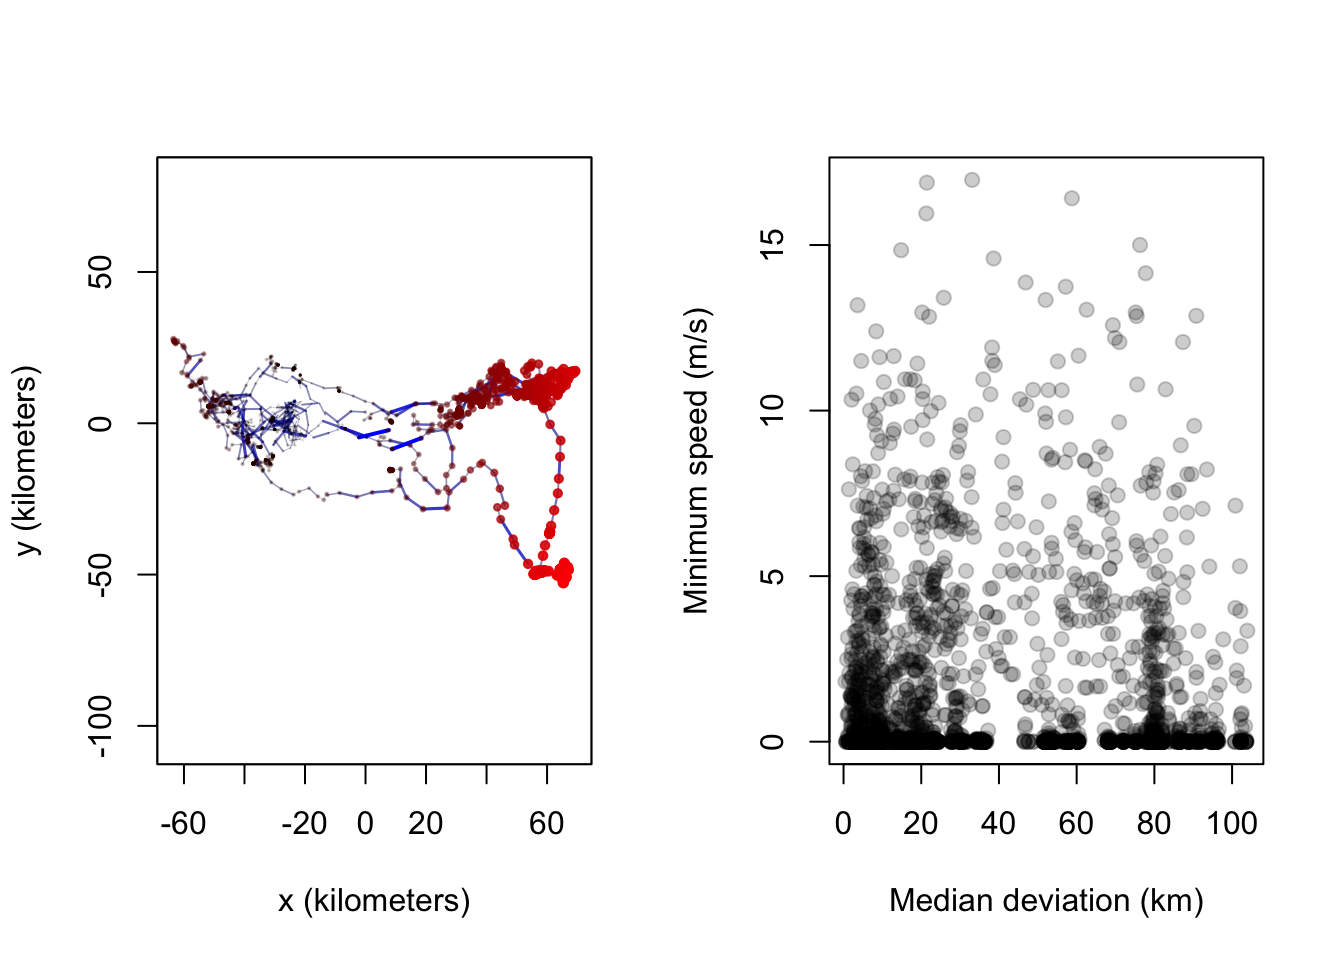 50
0
-50
-100
y (kilometers)
-60 -20 0 20 60
x (kilometers)
15
10
5
0
Minimum speed (m/s)
0 20 40 60 80 100
Median deviation (km)